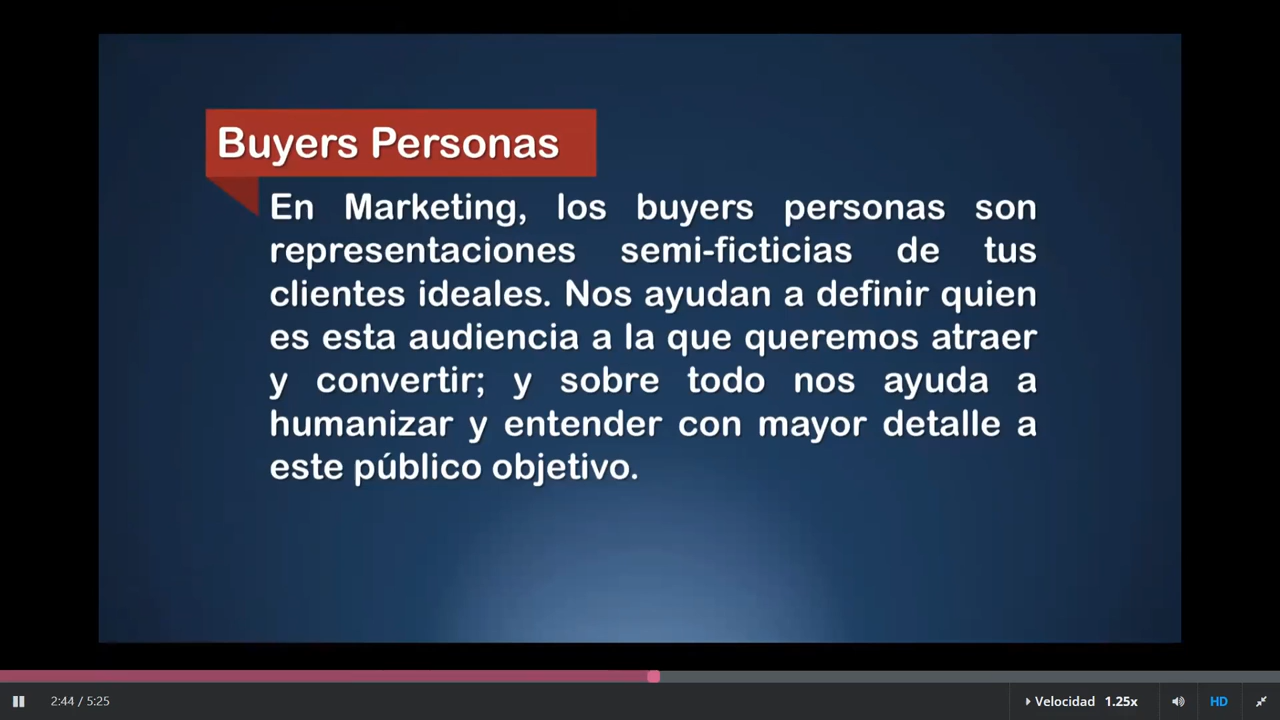 Buyers Personas
En Marketing, los buyers personas son
representaciones semi-ficticias de tus
clientes ideales. Nos ayudan a definir quien
es esta audiencia a la que queremos atraer
y convertir; y sobre todo nos ayuda a
humanizar y entender con mayor detalle a
este público objetivo.
2:44 / 5:25
Velocidad 1.25x
HD